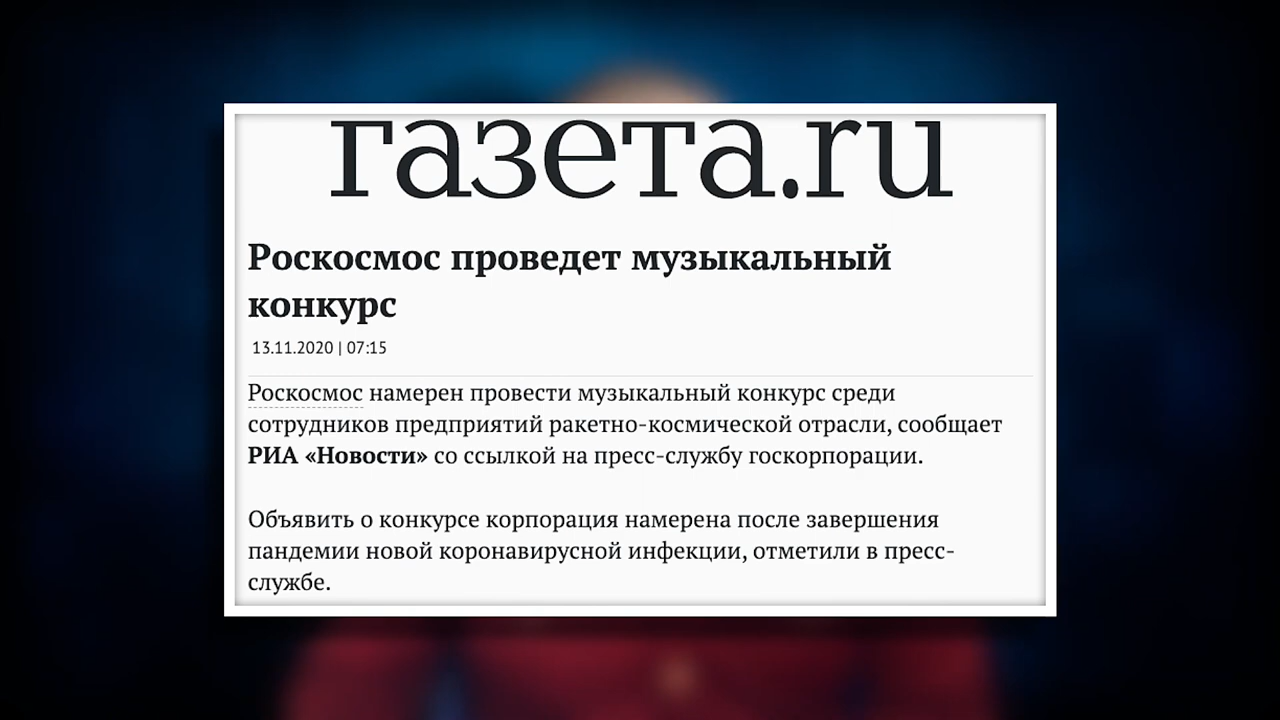 газета.ru
Роскосмос проведет музыкальный
конкурс
13.11.2020 | 07:15
Роскосмос намерен провести музыкальный конкурс среди
сотрудников предприятий ракетно-космической отрасли, сообщает
РИА «Новости» со ссылкой на пресс-службу госкорпорации.
Объявить о конкурсе корпорация намерена после завершения
пандемии новой коронавирусной инфекции, отметили в пресс-
службе.